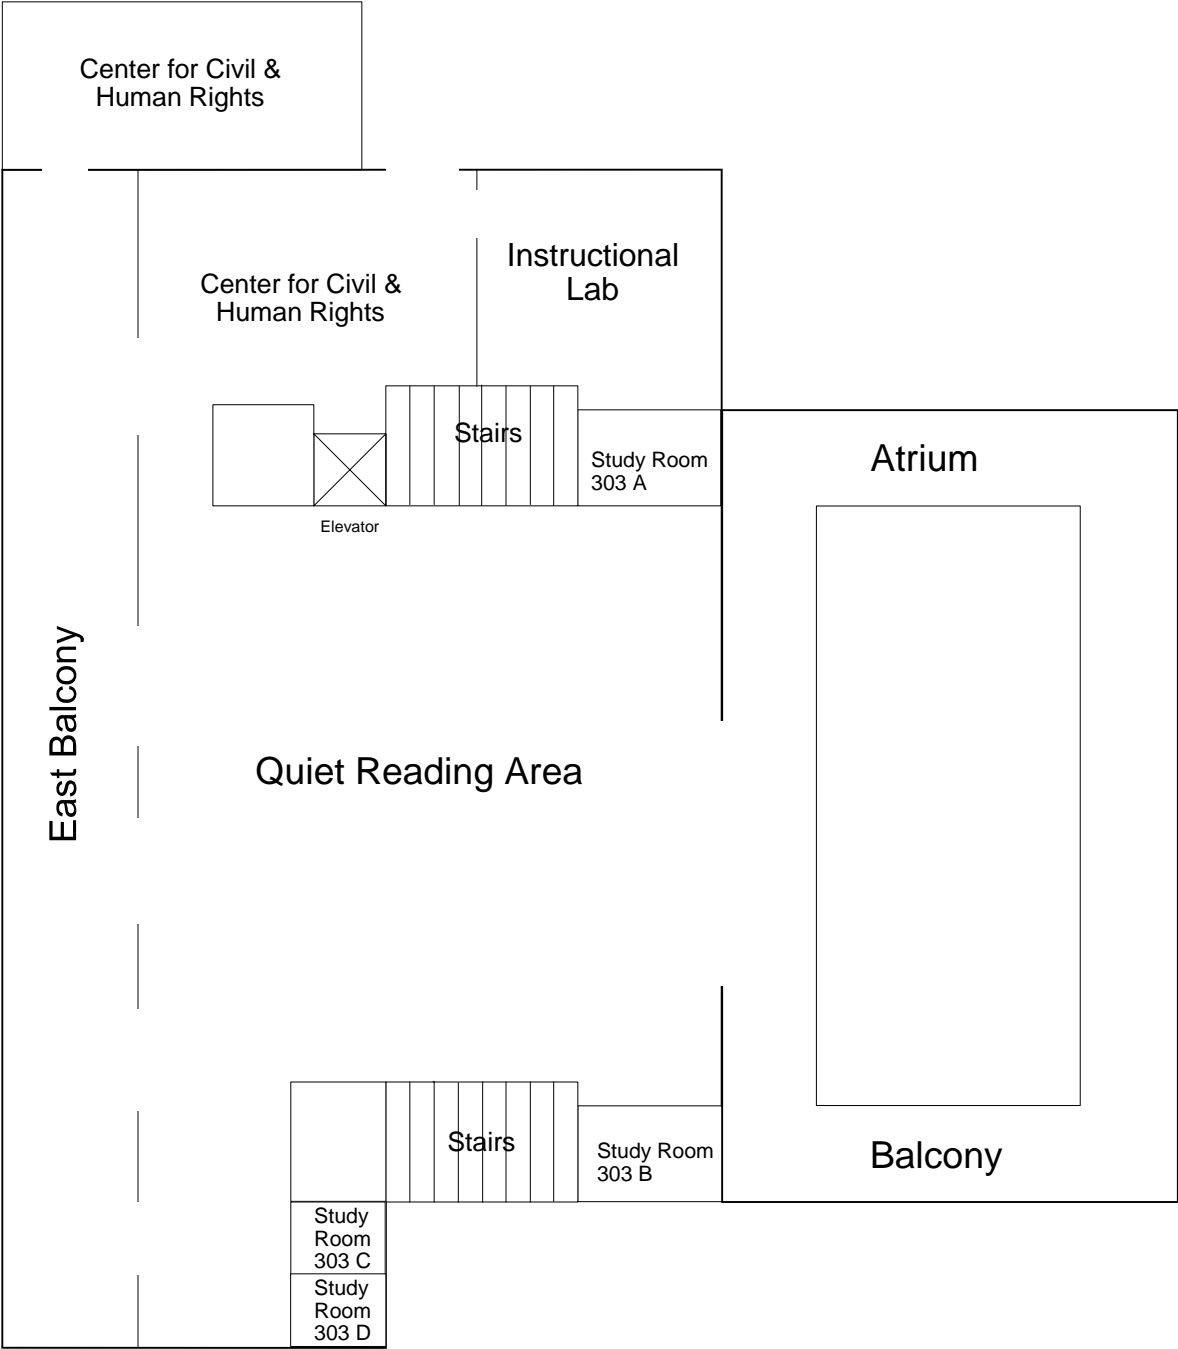 Center for Civil &
Human Rights
Instructional
Lab
Center for Civil &
Human Rights
Stairs
Study Room
303 A
Atrium
Elevator
East Balcony
Quiet Reading Area
Stairs
Study Room
303 B
Balcony
Study
Room
303 C
Study
Room
303 D